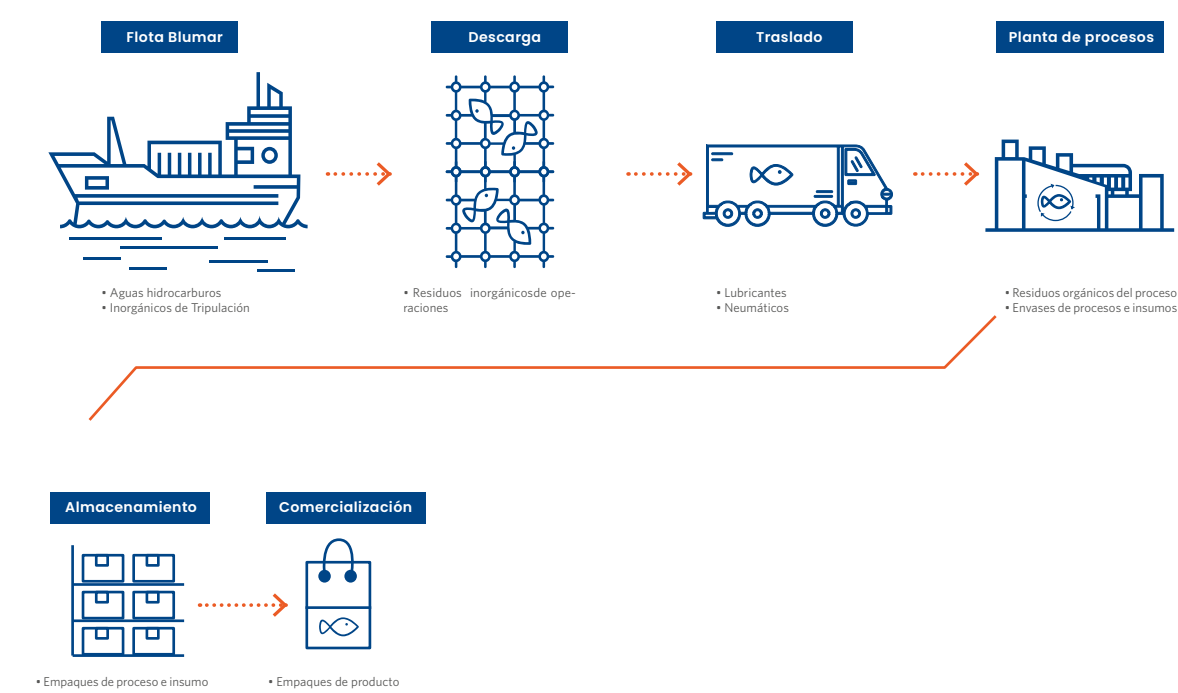 Flota Blumar
Descarga
Traslado
Planta de procesos
• Aguas hidrocarburos
• Inorgánicos de Tripulación
• Residuos inorgánicosde ope-
raciones
• Lubricantes
• Neumáticos
• Residuos orgánicos del proceso
• Envases de procesos e insumos
Almacenamiento
Comercialización
• Empaques de proceso e insumo
• Empaques de producto